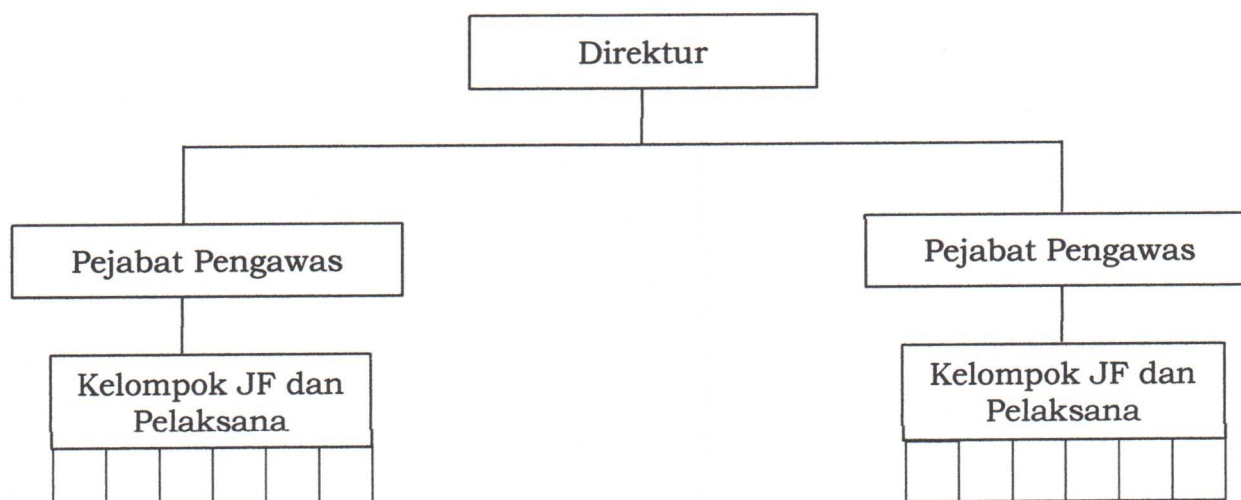 Direktur
Pejabat Pengawas
Pejabat Pengawas
Kelompok JF dan
Pelaksana
Kelompok JF dan
Pelaksana